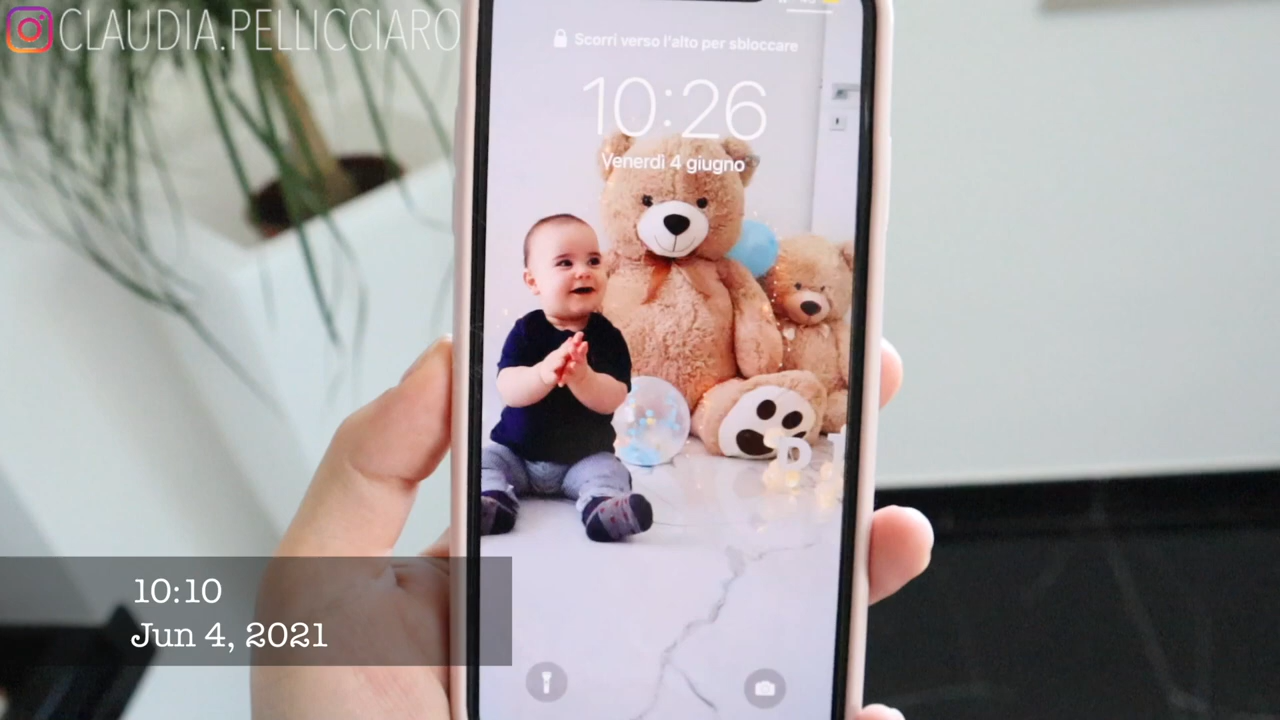 CLAUDIA.PELLICCIARO
Scorri verso l'alto per sbloccare
10:26
Venerdì 4 giugno
10:10
Jun 4, 2021